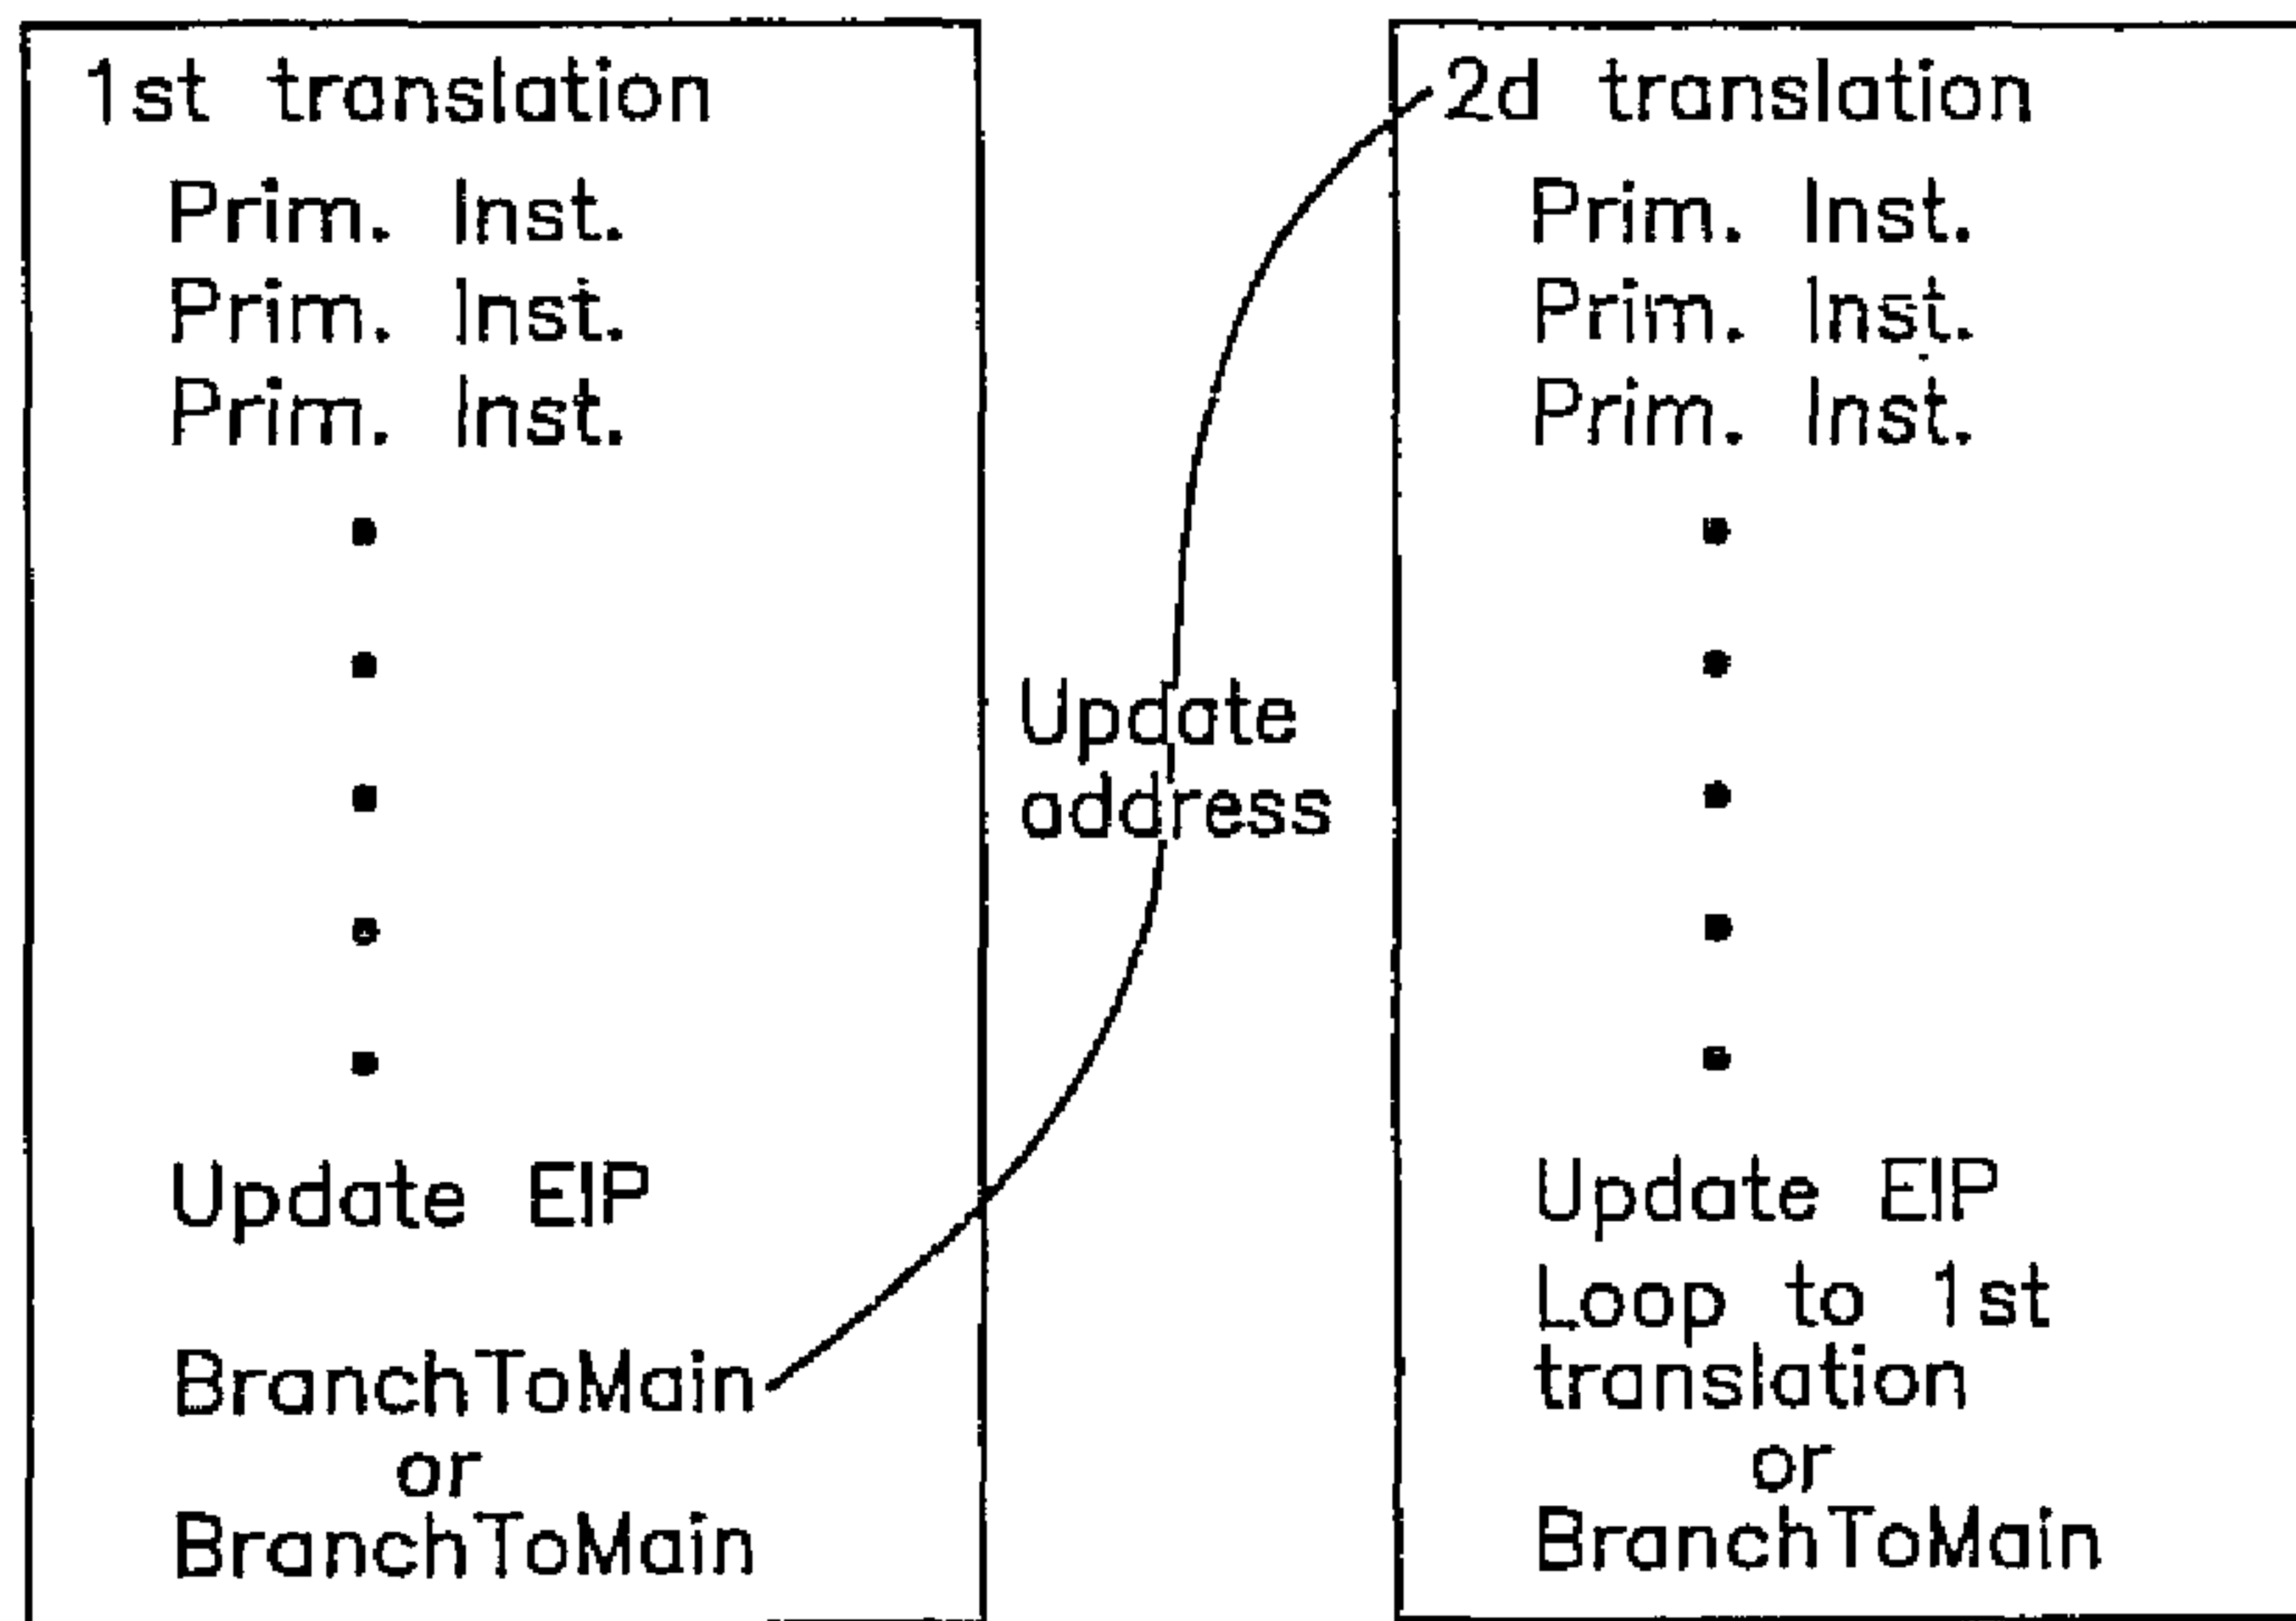 1st translation
Prim. Inst.
Prim. Inst.
Prim. Inst.
Update EIP
BranchToMain
or
BranchToMain
Update
address
2d translation
Prim. Inst.
Prim. Inst.
Prim. Inst.
Update EIP
Loop to 1st
translation
or
BranchToMain